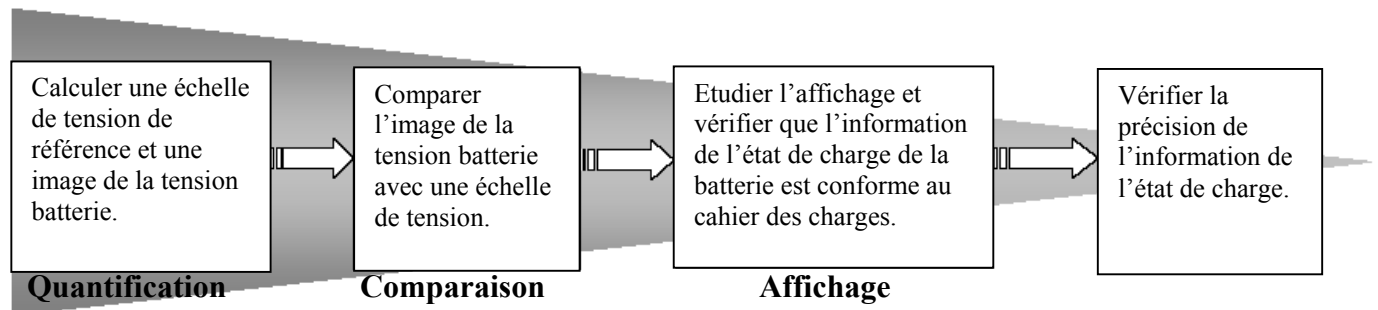 Calculer une échelle
de tension de
référence et une
image de la tension
batterie.
Quantification
Comparer
l'image de la
tension batterie
avec une échelle
de tension.
Comparaison
Etudier l'affichage et
vérifier que l'information
de l'état de charge de la
batterie est conforme au
cahier des charges.
Affichage
Vérifier la
précision de
l'information de
l'état de charge.